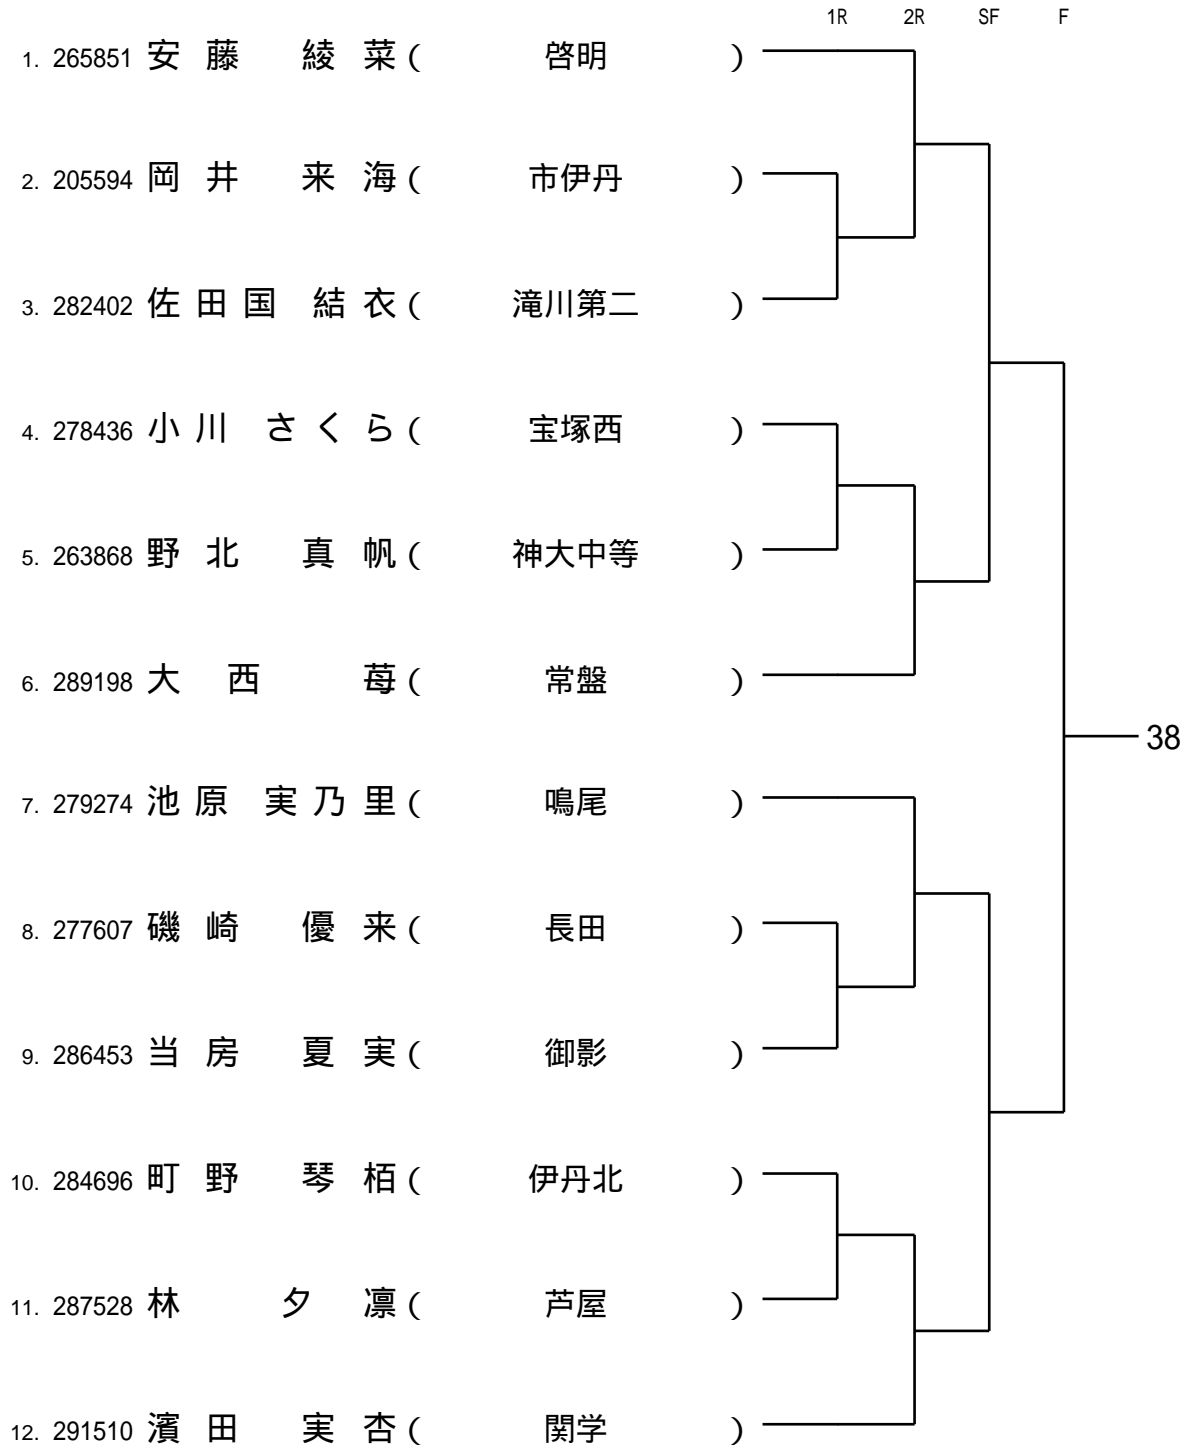 1R 2R SF F
1. 265851 安藤 綾菜 ( 啓明 )
2. 205594 岡井 来海 ( 市伊丹 )
3. 282402 佐田国 結衣 ( 滝川第二 )
4. 278436 小川 さくら ( 宝塚西 )
5. 263868 野北 真帆 ( 神大中等 )
6. 289198 大西 苺 ( 常盤 )
38
7. 279274 池原 実乃里 ( 鳴尾 )
8. 277607 磯崎 優来 ( 長田 )
9. 286453 当房 夏実 ( 御影 )
10. 284696 町野 琴栢 ( 伊丹北 )
11. 287528 林 夕凛 ( 芦屋 )
12. 291510 濱田 実杏 ( 関学 )